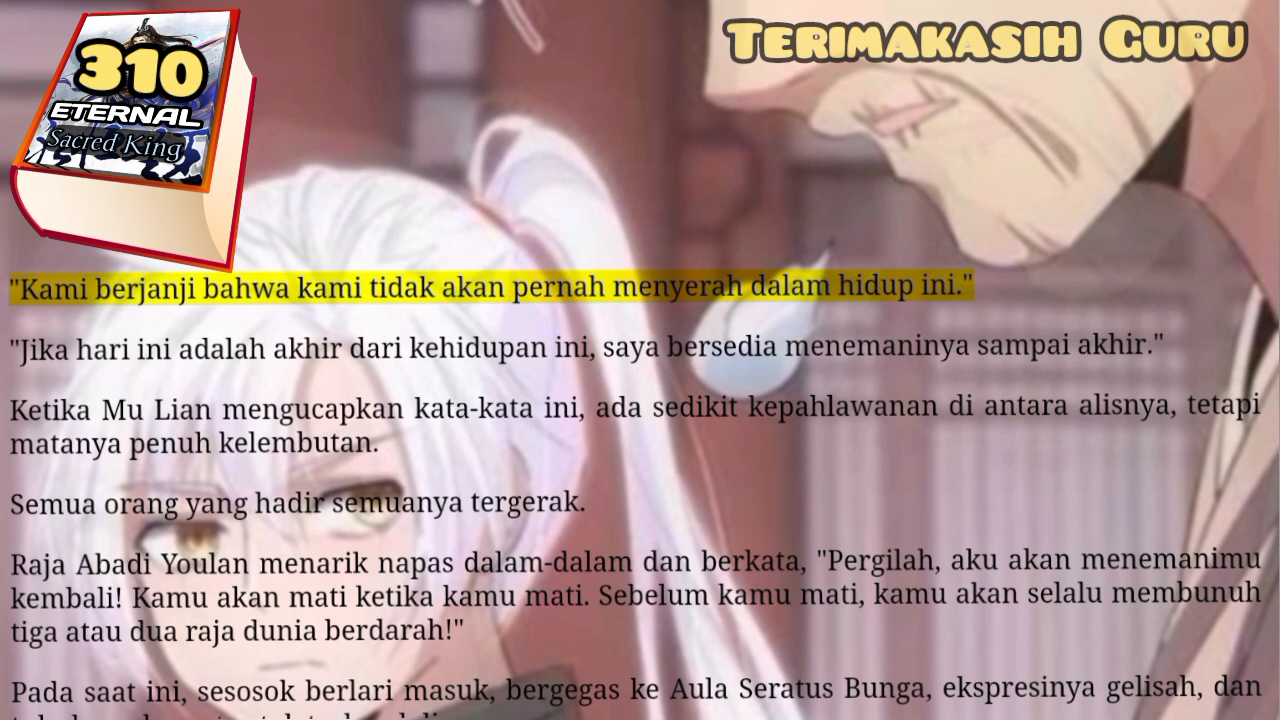 310
ETERNAL
Sacred King
TERIMAKASIH GURU
"Kami berjanji bahwa kami tidak akan pernah menyerah dalam hidup ini."
"Jika hari ini adalah akhir dari kehidupan ini, saya bersedia menemaninya sampai akhir."
Ketika Mu Lian mengucapkan kata-kata ini, ada sedikit kepahlawanan di antara alisnya, tetapi
matanya penuh kelembutan.
Semua orang yang hadir semuanya tergerak.
Raja Abadi Youlan menarik napas dalam-dalam dan berkata, "Pergilah, aku akan menemanimu
kembali! Kamu akan mati ketika kamu mati. Sebelum kamu mati, kamu akan selalu membunuh
tiga atau dua raja dunia berdarah!"
Pada saat ini, sesosok berlari masuk, bergegas ke Aula Seratus Bunga, ekspresinya gelisah, dan